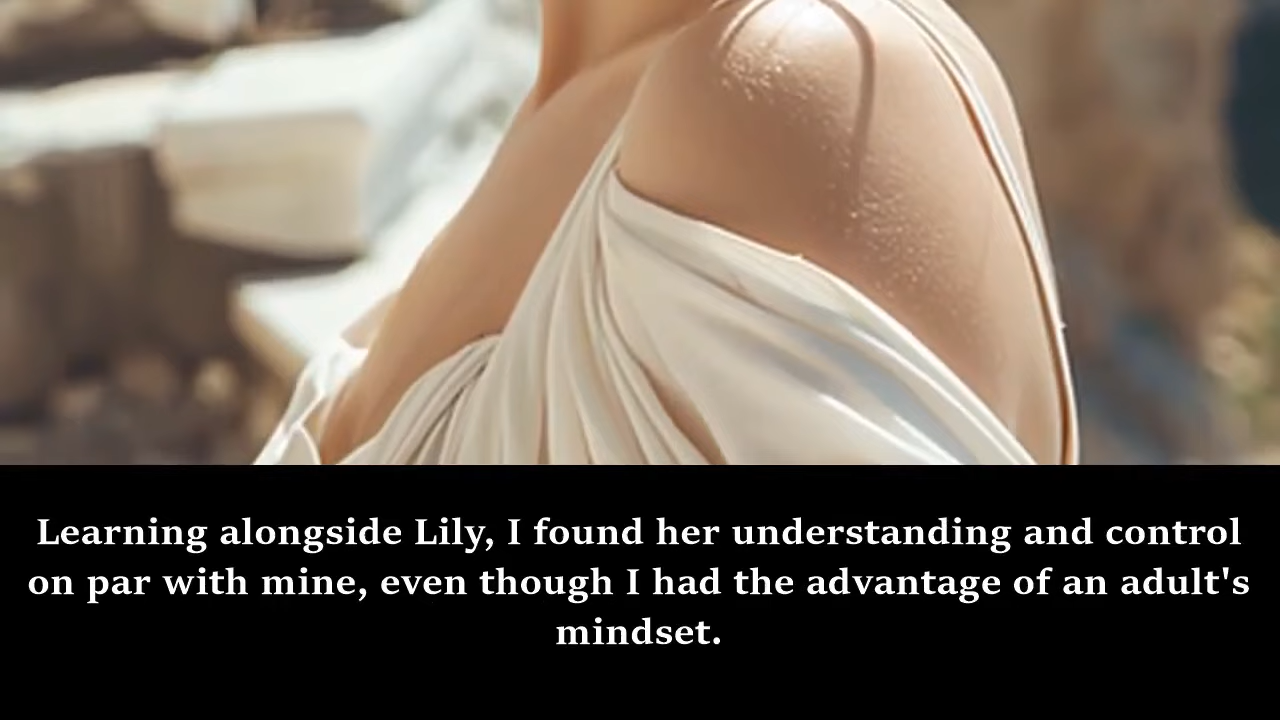 Learning alongside Lily, I found her understanding and control
on par with mine, even though I had the advantage of an adult's
mindset.